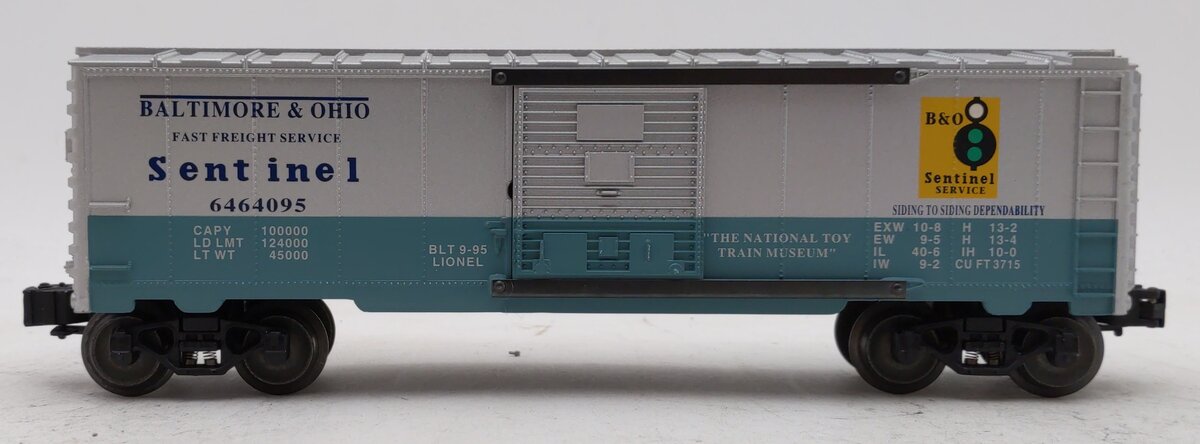 BALTIMORE & OHIO
FAST FREIGHT SERVICE
Sentinel
6464095
CAPY 100000
LD LMT 124000
LT WT 45000
BLT 9-95
LIONEL
"THE NATIONAL TOY
TRAIN MUSEUM"
B&O
Sentinel
SERVICE
SIDING TO SIDING DEPENDABILITY
EXW 10-8 H 13-2
EW 9-5 H 13-4
IL 40-6 IH 10-0
IW 9-2 CU FT 3715